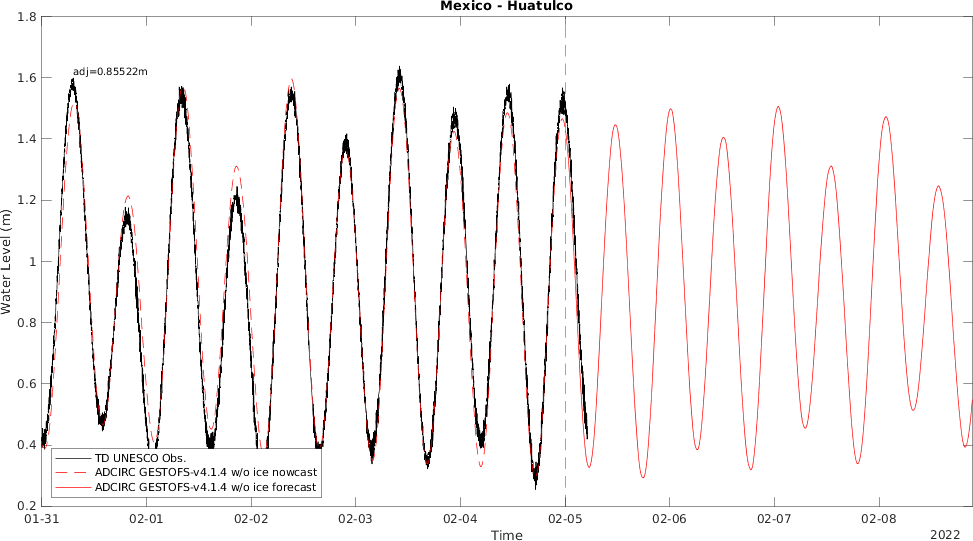 Mexico - Huatulco
1.8
1.6
1.4
1.2
1
0.8
0.6
0.4
0.2
Water Level (m)
adj=0.85522m
TD UNESCO Obs.
ADCIRC GESTOFS-v4.1.4 w/o ice nowcast
ADCIRC GESTOFS-v4.1.4 w/o ice forecast
01-31 02-01 02-02 02-03 02-04 02-05 02-06 02-07 02-08
Time
2022